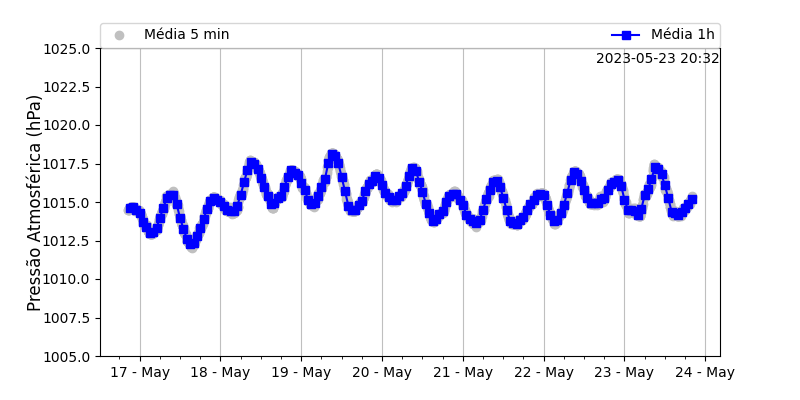 Média 5 min
Média 1h
2023-05-23 20:32
Pressão Atmosférica (hPa)
1025.0
1022.5
1020.0
1017.5
1015.0
1012.5
1010.0
1007.5
1005.0
17 - May 18 - May 19 - May 20 - May 21 - May 22 - May 23 - May 24 - May